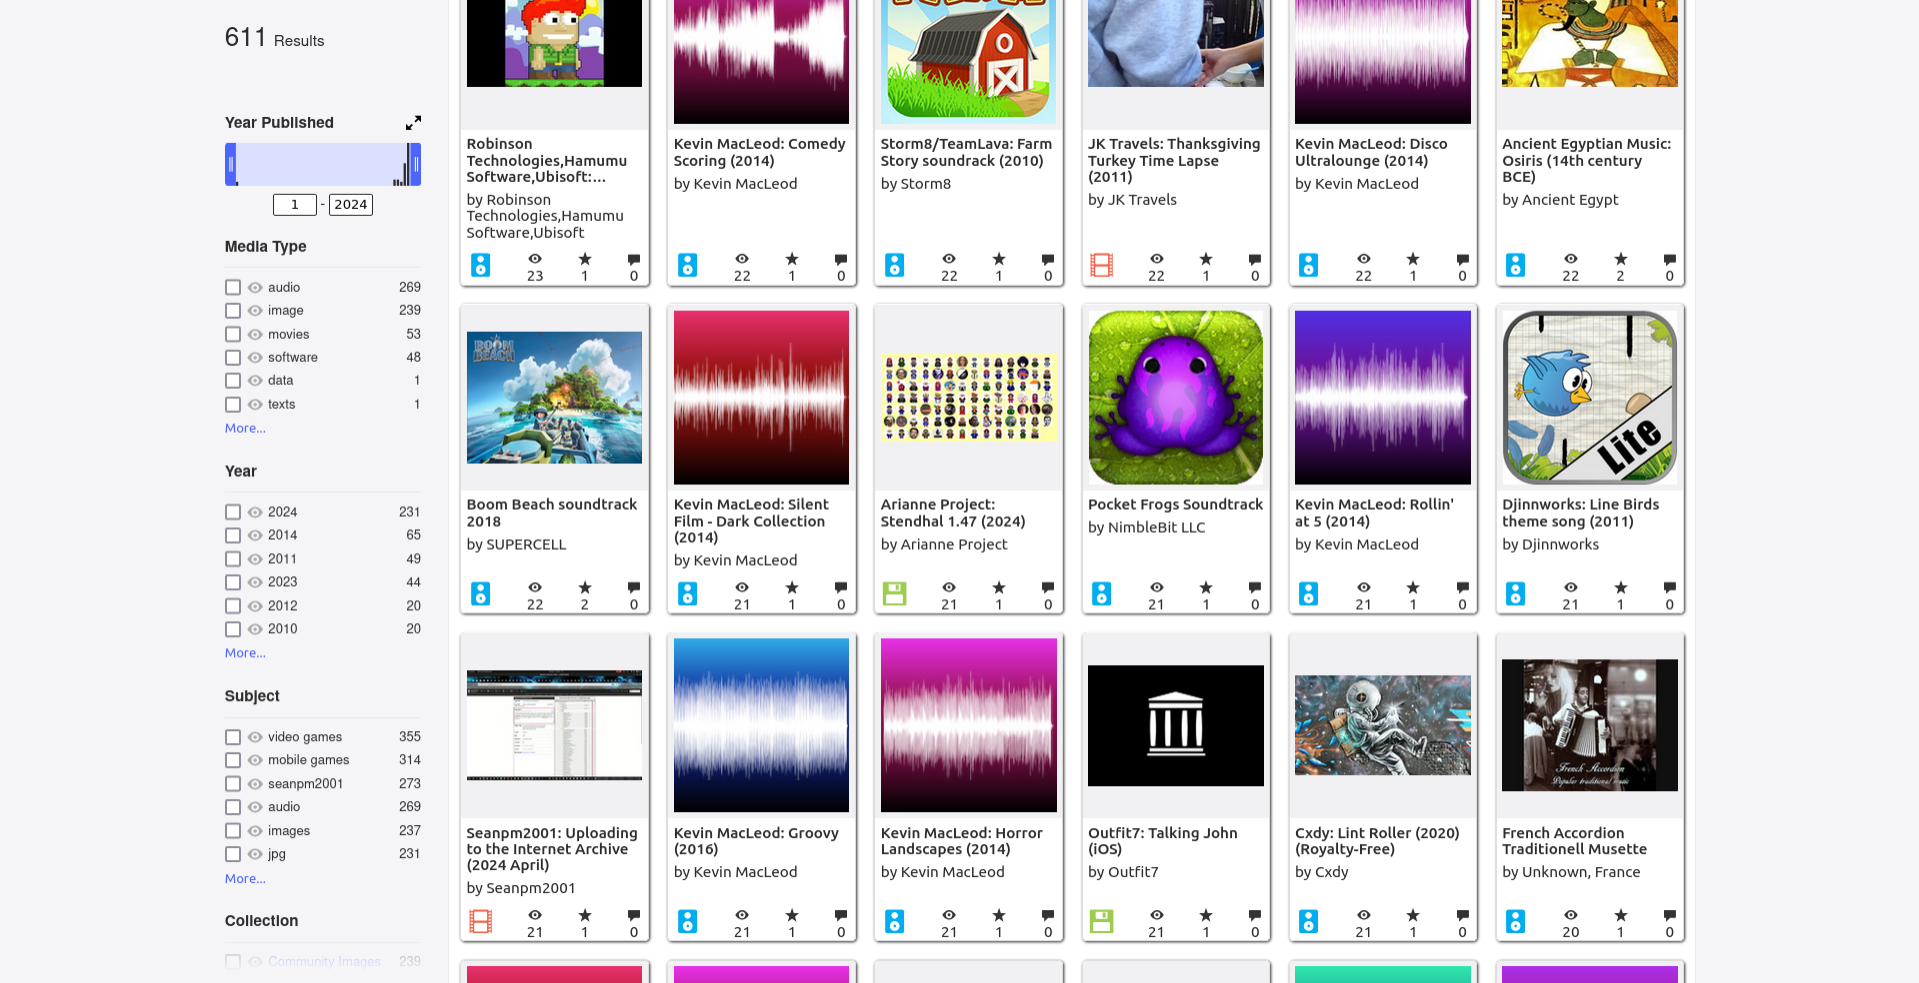 611 Results
Year Published
1 - 2024
Media Type
audio 269
image 239
movies 53
software 48
data 1
texts 1
More...
Year
2024 231
2014 65
2011 49
2023 44
2012 20
2010 20
More...
Subject
video games 355
mobile games 314
seanpm2001 273
audio 269
images 237
jpg 231
More...
Collection
Community Images 239
Robinson
Technologies,Hamumu
Software,Ubisoft:...
by Robinson
Technologies,Hamumu
Software,Ubisoft
23 1 0
Kevin MacLeod: Comedy
Scoring (2014)
by Kevin MacLeod
22 1 0
Storm8/TeamLava: Farm
Story soundrack (2010)
by Storm8
22 1 0
JK Travels: Thanksgiving
Turkey Time Lapse
(2011)
by JK Travels
22 1 0
Kevin MacLeod: Disco
Ultralounge (2014)
by Kevin MacLeod
22 1 0
Ancient Egyptian Music:
Osiris (14th century
BCE)
by Ancient Egypt
22 2 0
BOOM
BEACH
Boom Beach soundtrack
2018
by SUPERCELL
22 2 0
Kevin MacLeod: Silent
Film - Dark Collection
(2014)
by Kevin MacLeod
21 1 0
Arianne Project:
Stendhal 1.47 (2024)
by Arianne Project
21 1 0
Pocket Frogs Soundtrack
by NimbleBit LLC
21 1 0
Kevin MacLeod: Rollin'
at 5 (2014)
by Kevin MacLeod
21 1 0
Lite
Djinnworks: Line Birds
theme song (2011)
by Djinnworks
21 1 0
Seanpm2001: Uploading
to the Internet Archive
(2024 April)
by Seanpm2001
21 1 0
Kevin MacLeod: Groovy
(2016)
by Kevin MacLeod
21 1 0
Kevin MacLeod: Horror
Landscapes (2014)
by Kevin MacLeod
21 1 0
Outfit7: Talking John
(iOS)
by Outfit7
21 1 0
Cxdy: Lint Roller (2020)
(Royalty-Free)
by Cxdy
21 1 0
French Accordion
Popular traditional music
French Accordion
Traditionell Musette
by Unknown, France
20 1 0